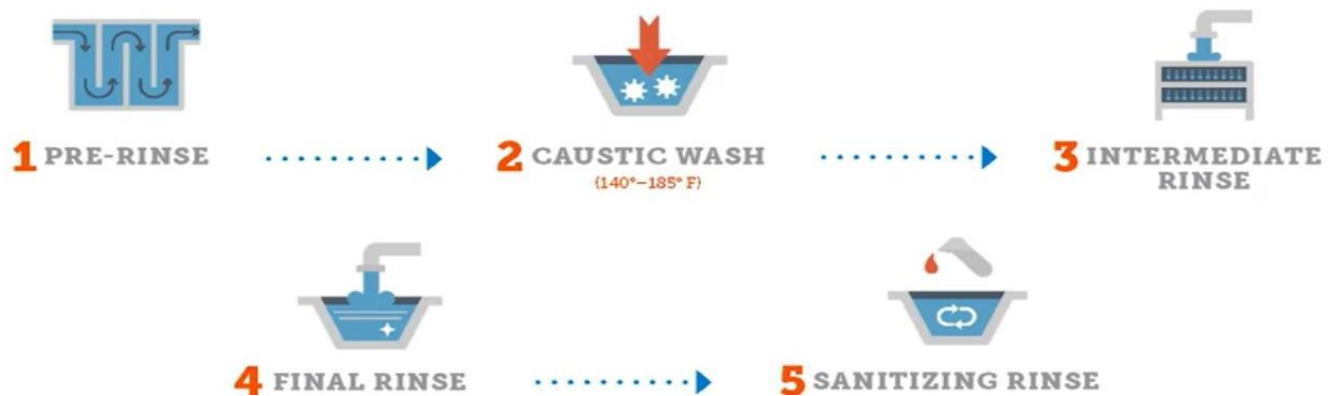 1 PRE-RINSE
2 CAUSTIC WASH
(140°–185° F)
3 INTERMEDIATE
RINSE
4 FINAL RINSE
5 SANITIZING RINSE